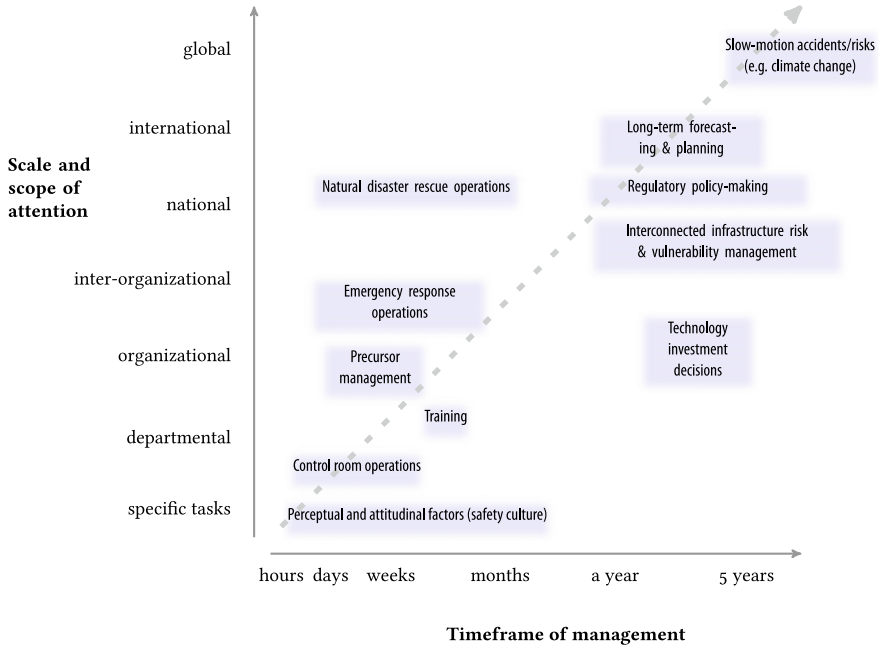 global
Slow-motion accidents/risks
(e.g. climate change)
international
Long-term forecast-
ing & planning
Scale and
scope of
attention
Natural disaster rescue operations
Regulatory policy-making
national
Interconnected infrastructure risk
& vulnerability management
inter-organizational
Emergency response
operations
organizational
Precursor
management
Technology
investment
decisions
Training
departmental
Control room operations
specific tasks
Perceptual and attitudinal factors (safety culture)
hours days weeks months a year 5 years
Timeframe of management